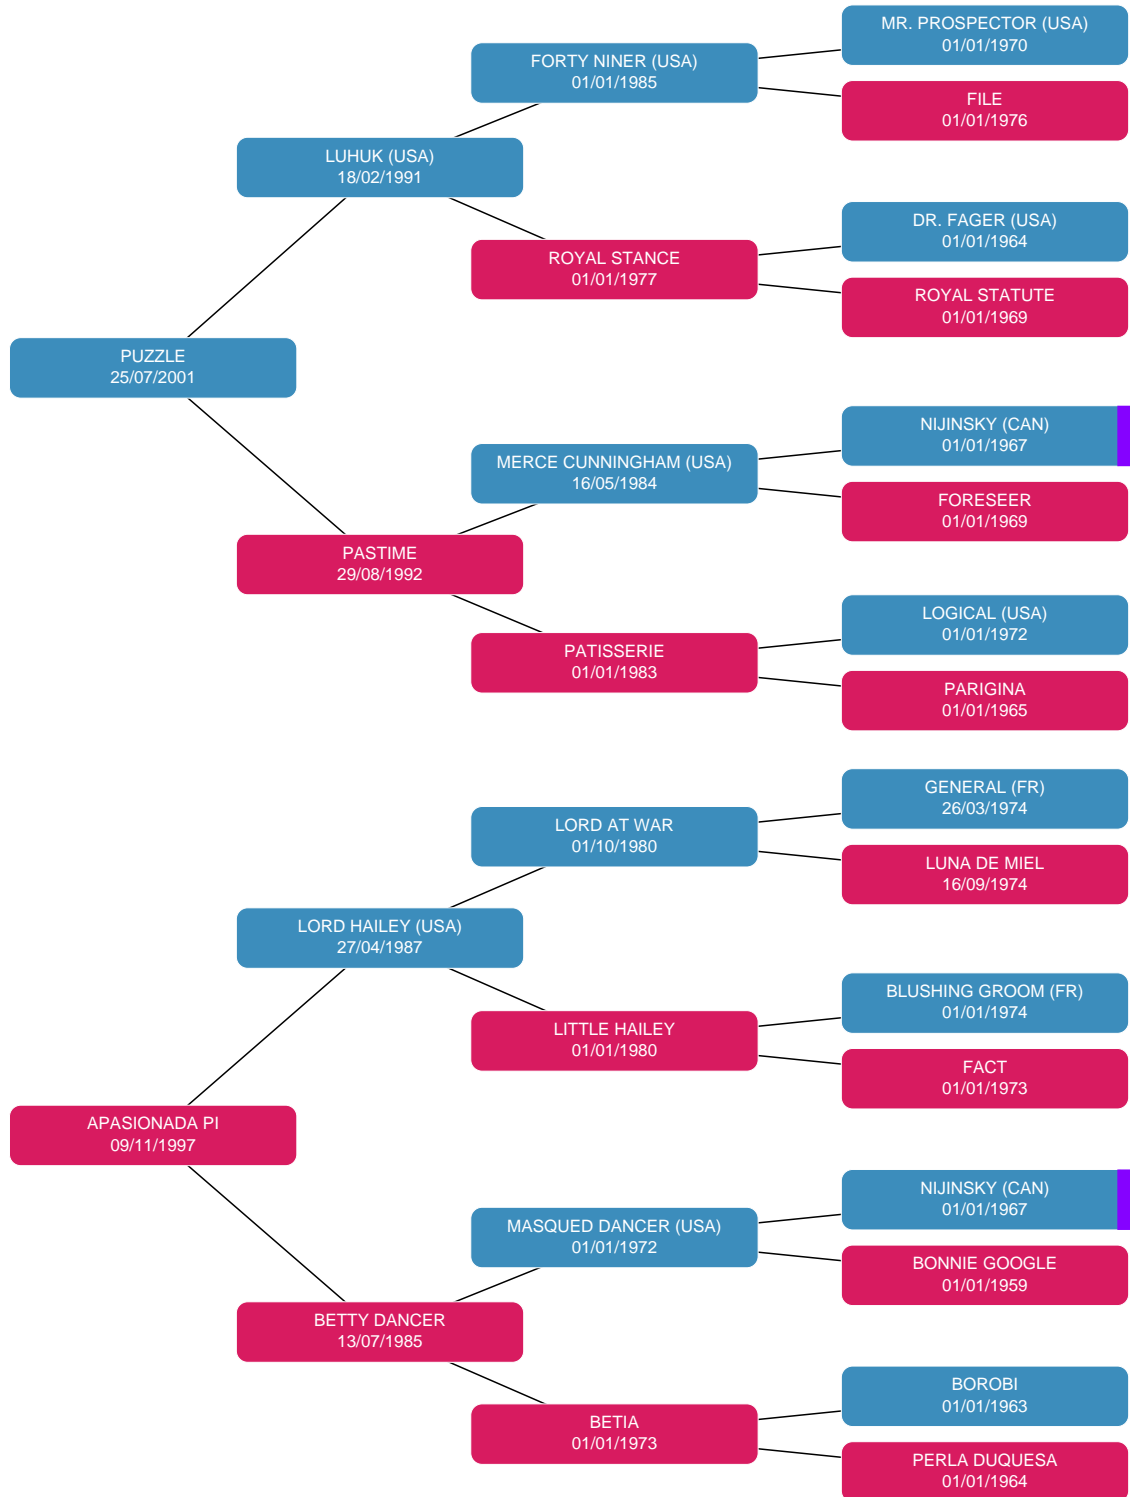 MR. PROSPECTOR (USA)
01/01/1970
FORTY NINER (USA)
01/01/1985
FILE
01/01/1976
LUHUK (USA)
18/02/1991
DR. FAGER (USA)
01/01/1964
ROYAL STANCE
01/01/1977
ROYAL STATUTE
01/01/1969
PUZZLE
25/07/2001
NIJINSKY (CAN)
01/01/1967
MERCE CUNNINGHAM (USA)
16/05/1984
FORESEER
01/01/1969
PASTIME
29/08/1992
LOGICAL (USA)
01/01/1972
PATISSERIE
01/01/1983
PARIGINA
01/01/1965
GENERAL (FR)
26/03/1974
LORD AT WAR
01/10/1980
LUNA DE MIEL
16/09/1974
LORD HAILEY (USA)
27/04/1987
BLUSHING GROOM (FR)
01/01/1974
LITTLE HAILEY
01/01/1980
FACT
01/01/1973
APASIONADA PI
09/11/1997
NIJINSKY (CAN)
01/01/1967
MASQUED DANCER (USA)
01/01/1972
BONNIE GOOGLE
01/01/1959
BETTY DANCER
13/07/1985
BOROBI
01/01/1963
BETIA
01/01/1973
PERLA DUQUESA
01/01/1964